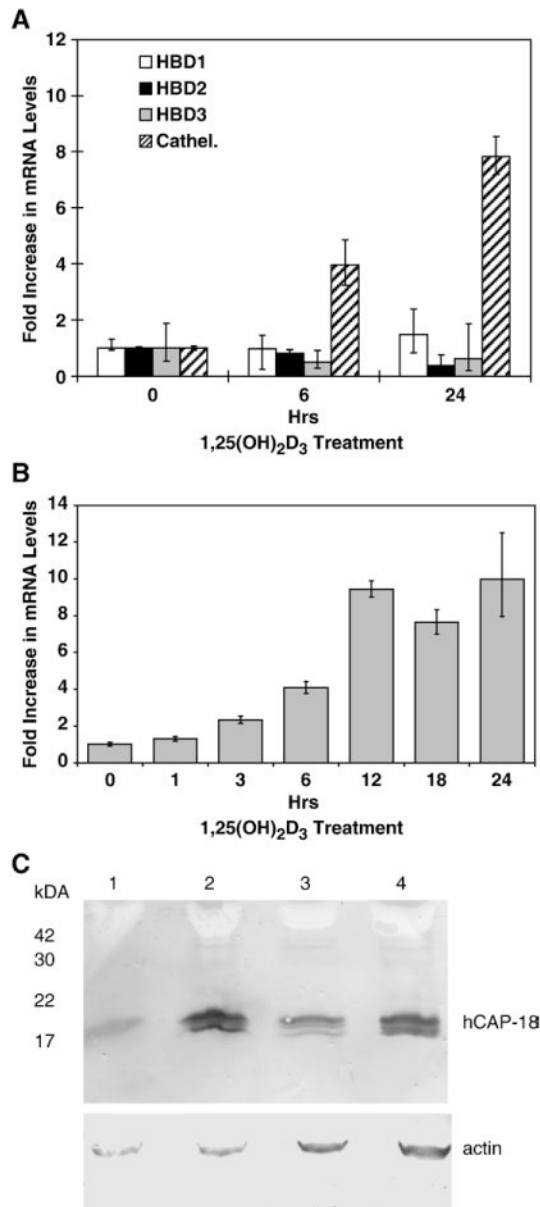 A
12
10
8
6
4
2
0
Fold Increase in mRNA Levels
HBD1
HBD2
HBD3
Cathel.
0 6 24
Hrs
1,25(OH)₂D₃ Treatment
B
14
12
10
8
6
4
2
0
Fold Increase in mRNA Levels
0 1 3 6 12 18 24
Hrs
1,25(OH)₂D₃ Treatment
C
kDA 1 2 3 4
42
30
22
17
hCAP-18
actin